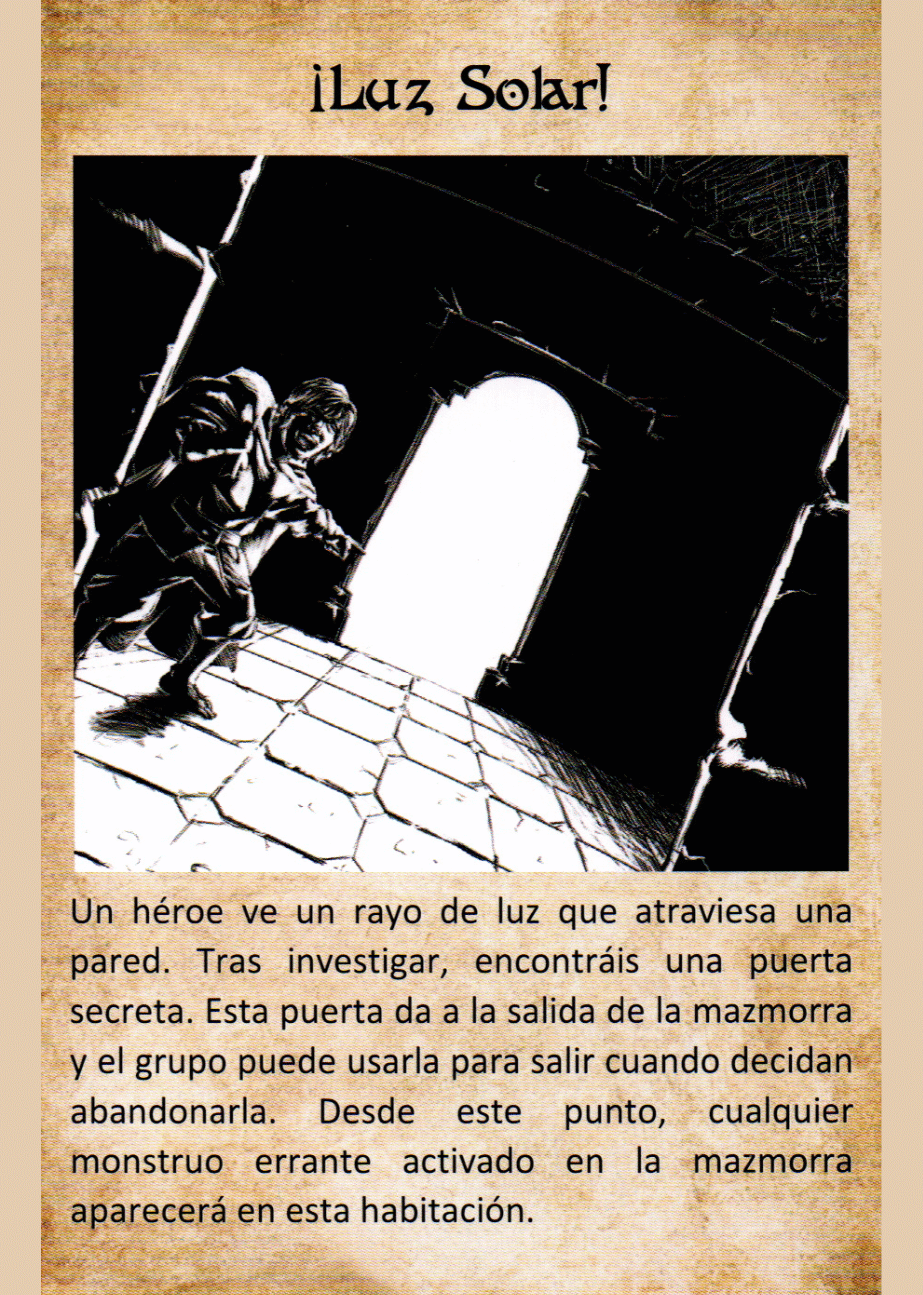 ¡Luz Solar!
Un héroe ve un rayo de luz que atraviesa una
pared. Tras investigar, encontráis una puerta
secreta. Esta puerta da a la salida de la mazmorra
y el grupo puede usarla para salir cuando decidan
abandonarla. Desde este punto, cualquier
monstruo errante activado en la mazmorra
aparecerá en esta habitación.